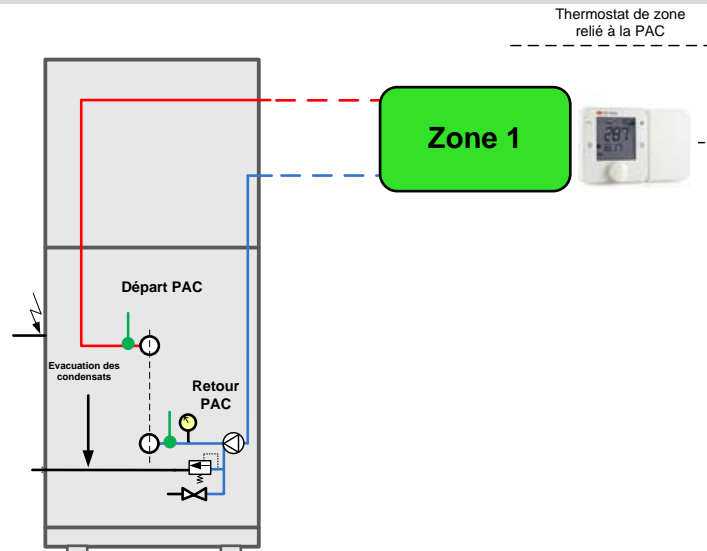 Thermostat de zone
relié à la PAC
Zone 1
Départ PAC
Evacuation des
condensats
Retour
PAC